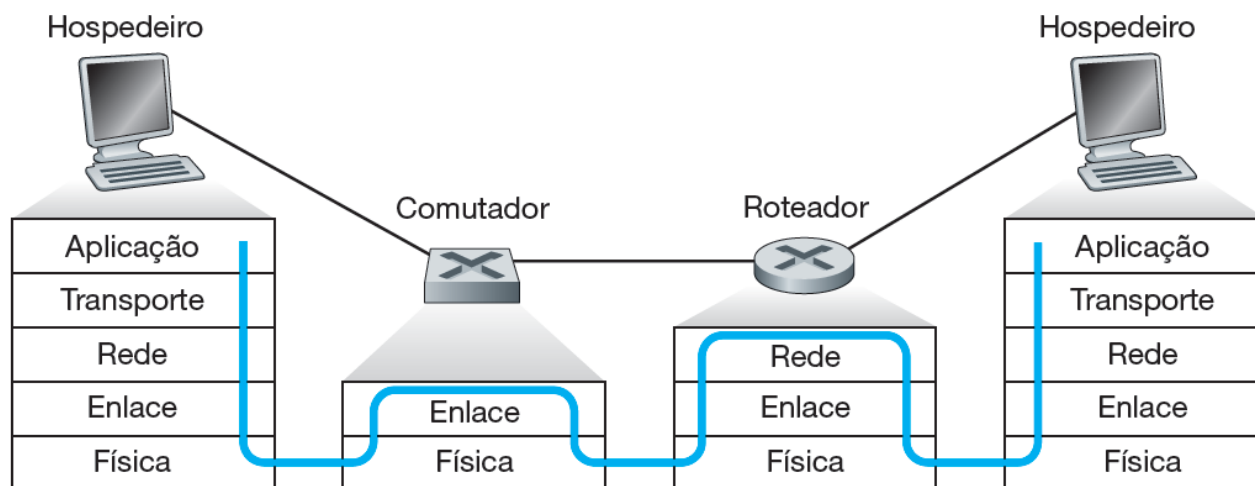 Hospedeiro
Hospedeiro
Comutador
Roteador
Aplicação
Transporte
Rede
Enlace
Física
Enlace
Física
Rede
Enlace
Física
Aplicação
Transporte
Rede
Enlace
Física